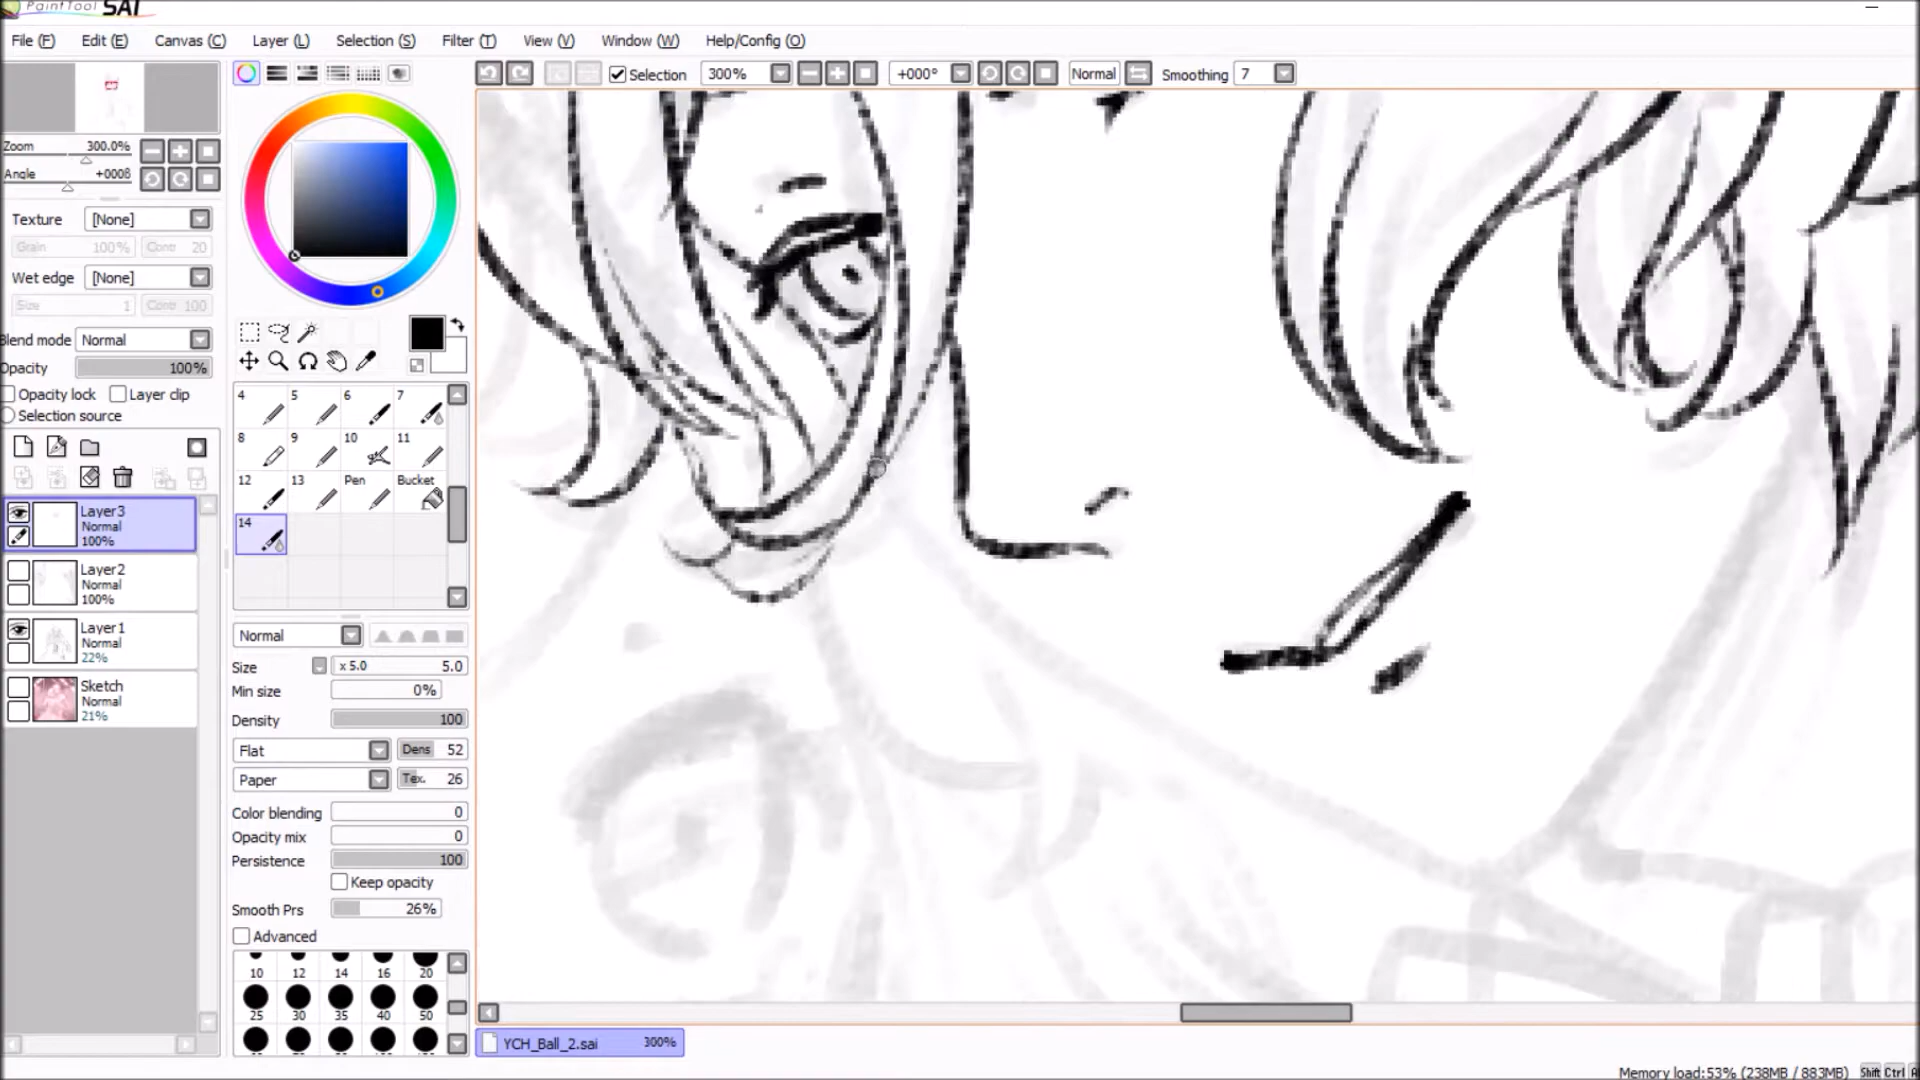 PaintTool SAI
File (F) Edit (E) Canvas (C) Layer (L) Selection (S) Filter (T) View (V) Window (W) Help/Config (O)
Selection 300% +000° Normal Smoothing 7
Zoom 300.0%
Angle +000ß
Texture [None]
Grain 100% Contr 20
Wet edge [None]
Size 1 Contr 100
Blend mode Normal
Opacity 100%
Opacity lock Layer clip
Selection source
Layer3
Normal
100%
Layer2
Normal
100%
Layer1
Normal
22%
Sketch
Normal
21%
4 5 6 7
8 9 10 11
12 13 Pen Bucket
14
Normal
Size x 5.0 5.0
Min size 0%
Density 100
Flat Dens 52
Paper Tex. 26
Color blending 0
Opacity mix 0
Persistence 100
Keep opacity
Smooth Prs 26%
Advanced
10 12 14 16 20
25 30 35 40 50
YCH_Ball_2.sai 300%
Memory load:53% (238MB / 883MB) Shift Ctrl